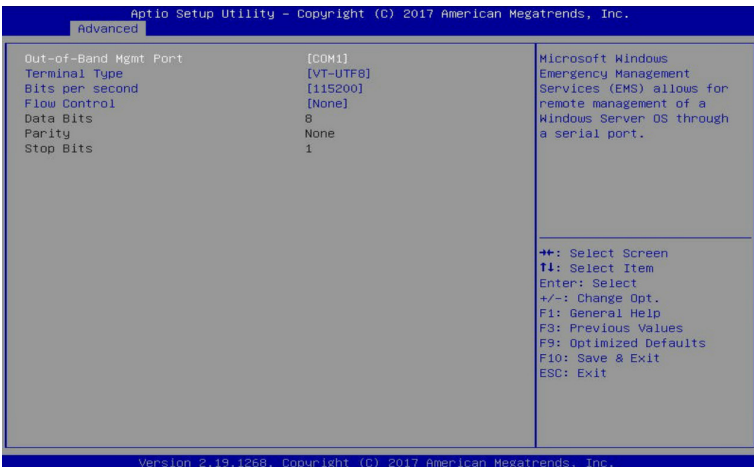 Aptio Setup Utility – Copyright (C) 2017 American Megatrends, Inc.
Advanced
Out-of-Band Mgmt Port [COM1]
Terminal Type [VT-UTF8]
Bits per second [115200]
Flow Control [None]
Data Bits 8
Parity None
Stop Bits 1
Microsoft Windows
Emergency Management
Services (EMS) allows for
remote management of a
Windows Server OS through
a serial port.
→←: Select Screen
↑↓: Select Item
Enter: Select
+/-: Change Opt.
F1: General Help
F3: Previous Values
F9: Optimized Defaults
F10: Save & Exit
ESC: Exit
Version 2.19.1268. Copyright (C) 2017 American Megatrends, Inc.